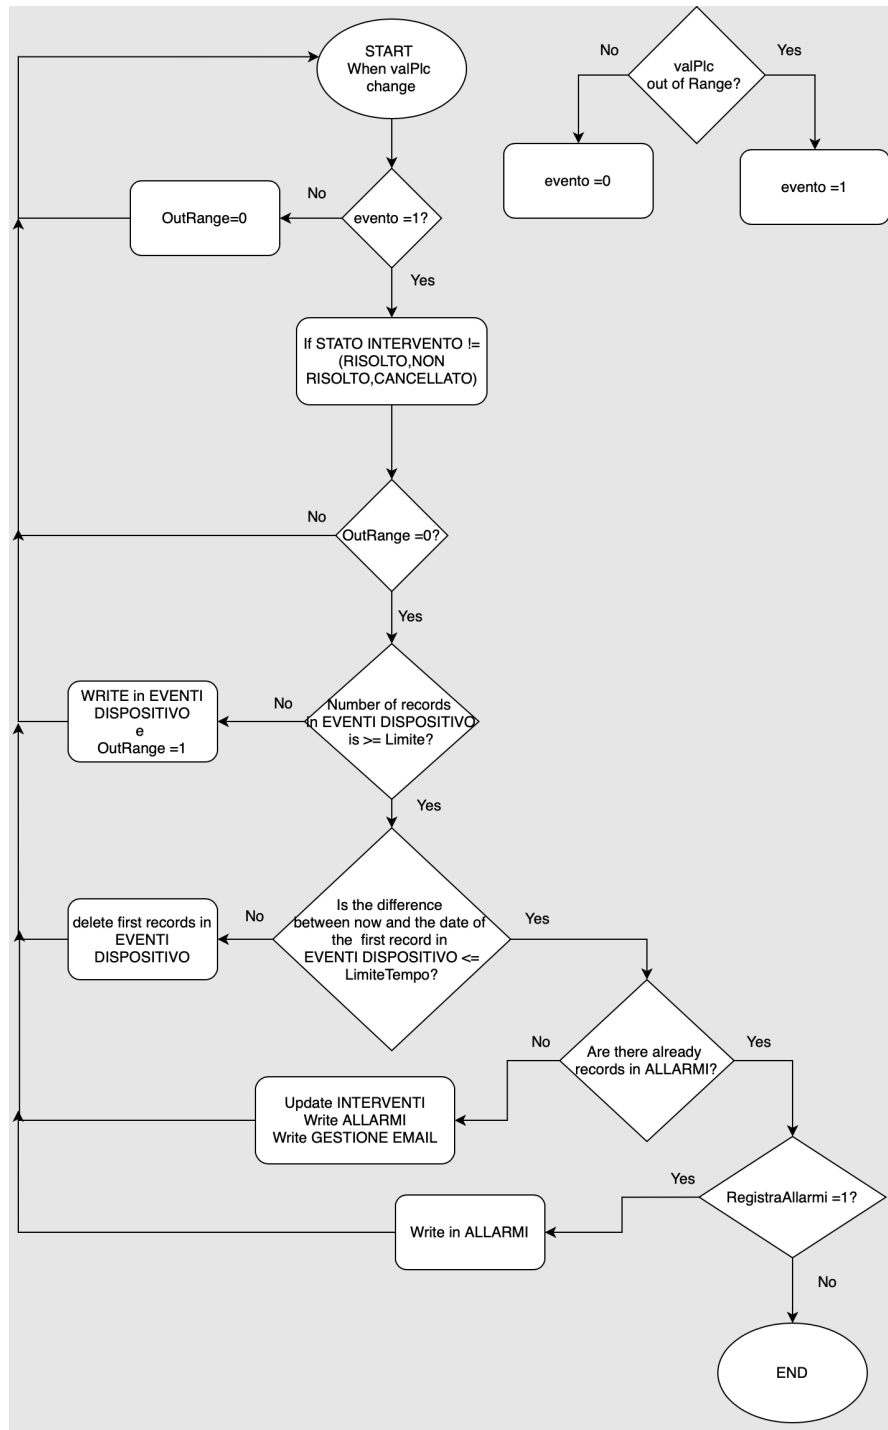 START
When valPlc
change
No
valPlc
out of Range?
Yes
evento =0
evento =1
OutRange=0
No
evento =1?
Yes
If STATO INTERVENTO !=
(RISOLTO,NON
RISOLTO,CANCELLATO)
No
OutRange =0?
Yes
WRITE in EVENTI
DISPOSITIVO
e
OutRange =1
No
Number of records
in EVENTI DISPOSITIVO
is >= Limite?
Yes
delete first records in
EVENTI
DISPOSITIVO
No
Is the difference
between now and the date of
the first record in
EVENTI DISPOSITIVO <=
LimiteTempo?
Yes
No
Are there already
records in ALLARMI?
Yes
Update INTERVENTI
Write ALLARMI
Write GESTIONE EMAIL
Yes
RegistraAllarmi =1?
Write in ALLARMI
No
END